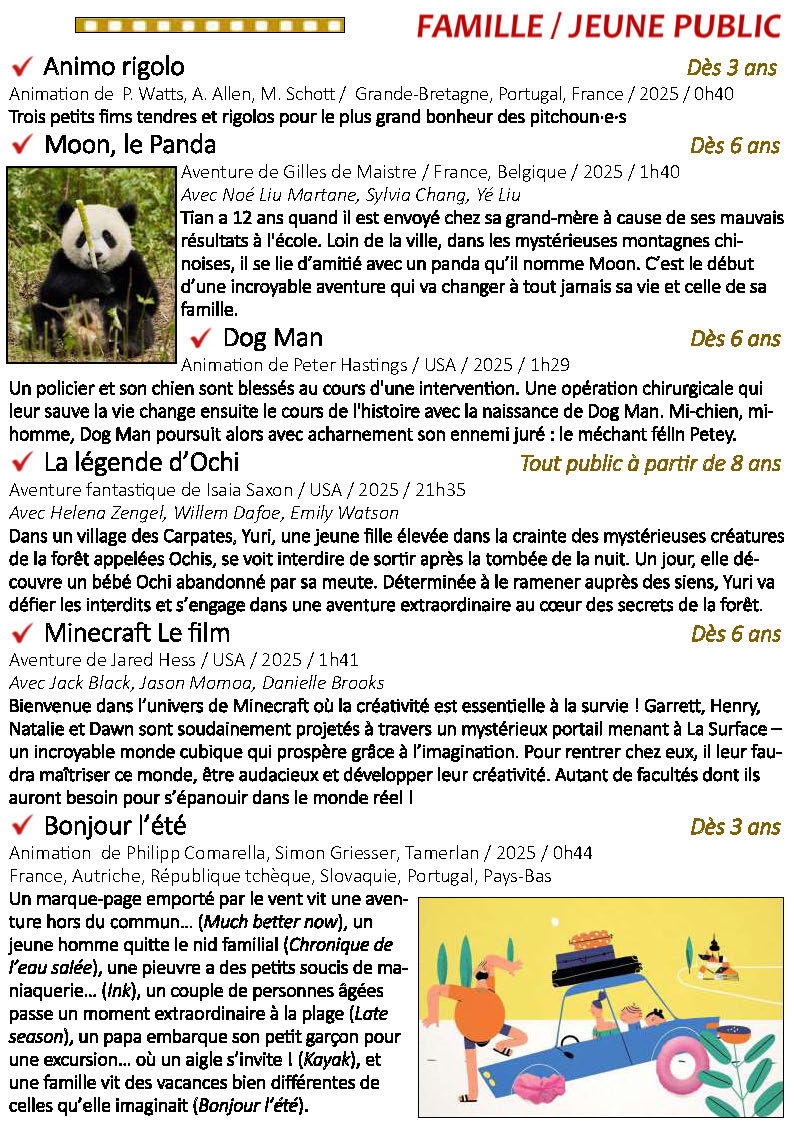 FAMILLE / JEUNE PUBLIC
Animo rigolo Dès 3 ans
Animation de P. Watts, A. Allen, M. Schott / Grande-Bretagne, Portugal, France / 2025 / 0h40
Trois petits fims tendres et rigolos pour le plus grand bonheur des pitchoun·e·s
Moon, le Panda Dès 6 ans
Aventure de Gilles de Maistre / France, Belgique / 2025 / 1h40
Avec Noé Liu Martane, Sylvia Chang, Yé Liu
Tian a 12 ans quand il est envoyé chez sa grand-mère à cause de ses mauvais
résultats à l'école. Loin de la ville, dans les mystérieuses montagnes chi-
noises, il se lie d’amitié avec un panda qu’il nomme Moon. C’est le début
d’une incroyable aventure qui va changer à tout jamais sa vie et celle de sa
famille.
Dog Man Dès 6 ans
Animation de Peter Hastings / USA / 2025 / 1h29
Un policier et son chien sont blessés au cours d'une intervention. Une opération chirurgicale qui
leur sauve la vie change ensuite le cours de l'histoire avec la naissance de Dog Man. Mi-chien, mi-
homme, Dog Man poursuit alors avec acharnement son ennemi juré : le méchant félin Petey.
La légende d’Ochi Tout public à partir de 8 ans
Aventure fantastique de Isaia Saxon / USA / 2025 / 21h35
Avec Helena Zengel, Willem Dafoe, Emily Watson
Dans un village des Carpates, Yuri, une jeune fille élevée dans la crainte des mystérieuses créatures
de la forêt appelées Ochis, se voit interdire de sortir après la tombée de la nuit. Un jour, elle dé-
couvre un bébé Ochi abandonné par sa meute. Déterminée à le ramener auprès des siens, Yuri va
défier les interdits et s’engage dans une aventure extraordinaire au cœur des secrets de la forêt.
Minecraft Le film Dès 6 ans
Aventure de Jared Hess / USA / 2025 / 1h41
Avec Jack Black, Jason Momoa, Danielle Brooks
Bienvenue dans l’univers de Minecraft où la créativité est essentielle à la survie ! Garrett, Henry,
Natalie et Dawn sont soudainement projetés à travers un mystérieux portail menant à La Surface –
un incroyable monde cubique qui prospère grâce à l’imagination. Pour rentrer chez eux, il leur fau-
dra maîtriser ce monde, être audacieux et développer leur créativité. Autant de facultés dont ils
auront besoin pour s’épanouir dans le monde réel !
Bonjour l’été Dès 3 ans
Animation de Philipp Comarella, Simon Griesser, Tamerlan / 2025 / 0h44
France, Autriche, République tchèque, Slovaquie, Portugal, Pays-Bas
Un marque-page emporté par le vent vit une aven-
ture hors du commun... (Much better now), un
jeune homme quitte le nid familial (Chronique de
l’eau salée), une pieuvre a des petits soucis de ma-
niaquerie... (Ink), un couple de personnes âgées
passe un moment extraordinaire à la plage (Late
season), un papa embarque son petit garçon pour
une excursion... où un aigle s’invite ! (Kayak), et
une famille vit des vacances bien différentes de
celles qu’elle imaginait (Bonjour l’été).